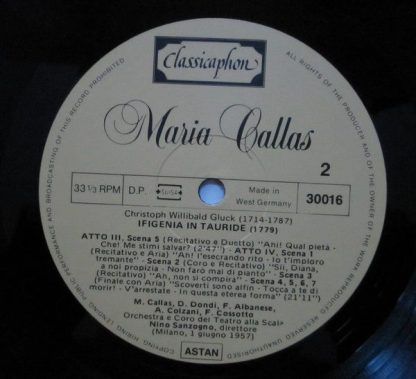 Classicaphon
Maria Callas
2
33 1/3 RPM
D.P.
Made in
West Germany
30016
Christoph Willibald Gluck (1714-1787)
IFIGENIA IN TAURIDE (1779)
ATTO III, Scena 5 (Recitativo e Duetto) "Ahi! Qual pietà -
Che! Me stimi salvar? (2'47") - ATTO IV, Scena 1
(Recitativo e Aria) "Ah! l'esecrando rito - Io t'imploro
tremante" - Scena 2 (Coro e Recitativo) "Sii, Diana,
a noi propizia - Non farò mai di pianto" - Scena 3
(Recitativo) "Ah, non si compira" - Scena 4, 5, 6, 7
(Finale con Aria) "Scoverti sono affin - Tocca a te di
morir! - V'arrestate - In questa eterea forma" (21'11")
M. Callas, D. Dondi, F. Albanese,
A. Colzani, F. Cossotto
Orchestra e Coro del Teatro alla Scala
Nino Sanzogno, direttore
(Milano, 1 giugno 1957)
ASTAN
ALL RIGHTS OF THE PRODUCER AND OF THE OWNER OF THE WORK REPRODUCED RESERVED
COPYING, HIRING, LENDING, PUBLIC PERFORMANCE AND BROADCASTING OF THIS RECORD PROHIBITED